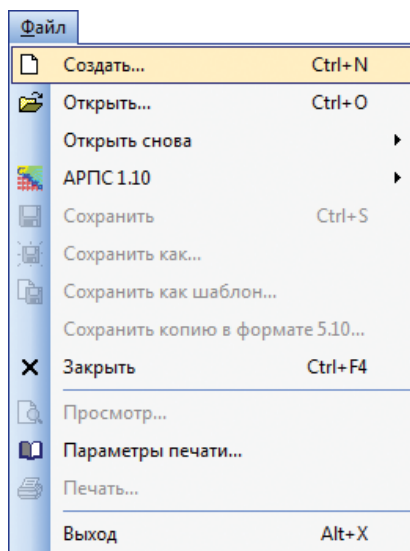 Файл
Создать... Ctrl+N
Открыть... Ctrl+O
Открыть снова
АРПС 1.10
Сохранить Ctrl+S
Сохранить как...
Сохранить как шаблон...
Сохранить копию в формате 5.10...
Закрыть Ctrl+F4
Просмотр...
Параметры печати...
Печать...
Выход Alt+X